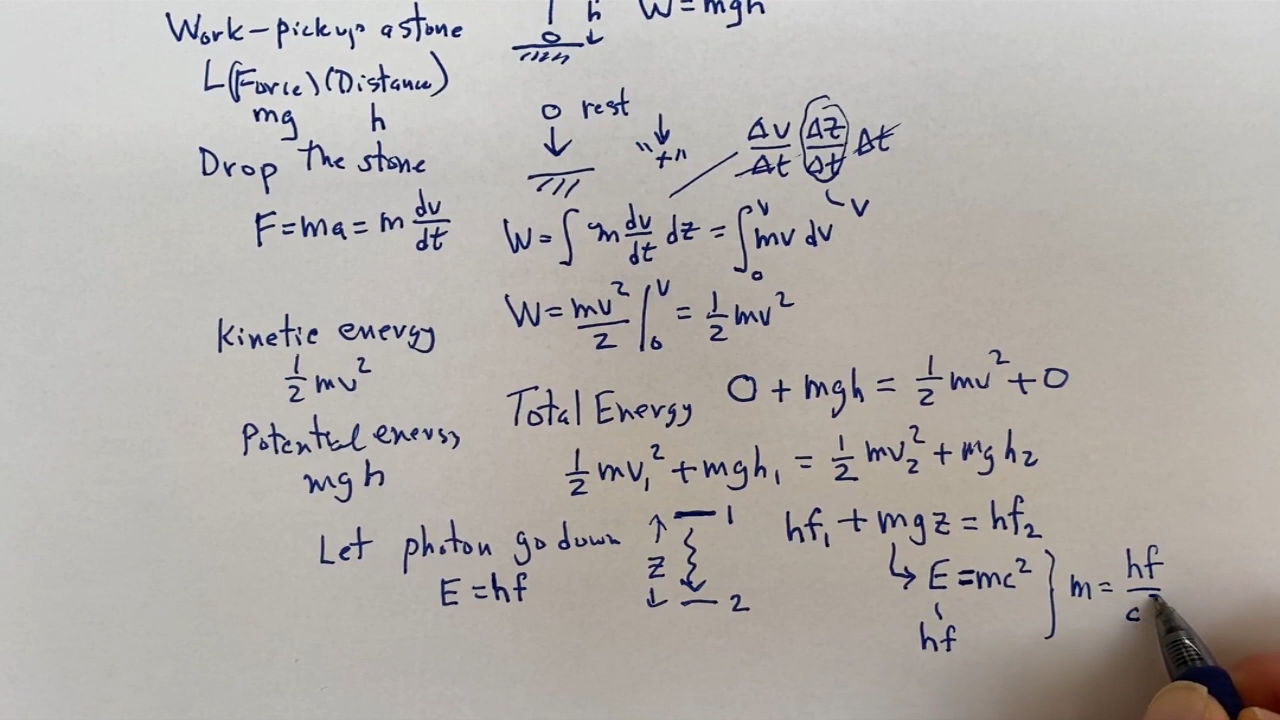 Work – pick up a stone
h W = mgh
(Force)(Distance)
mg h
o rest
Drop the stone
"+"
Δv/Δt Δz/Δt Δt
v
F = ma = m dv/dt
W = ∫ m dv/dt dz = ∫₀ᵛ mv dv
W = mv²/2 |₀ᵛ = 1/2 mv²
Kinetic energy
1/2 mv²
Total Energy 0 + mgh = 1/2 mv² + 0
Potential energy
mgh
1/2 mv₁² + mgh₁ = 1/2 mv₂² + mgh₂
Let photon go down
E = hf
z
1
2
hf₁ + mgz = hf₂
E = mc² } m = hf/c
hf